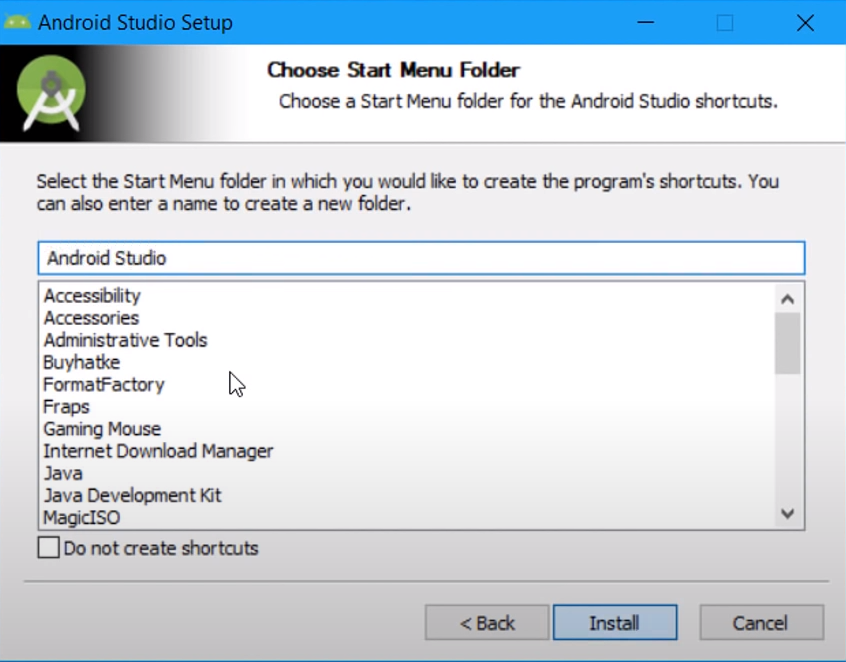 Android Studio Setup
Choose Start Menu Folder
Choose a Start Menu folder for the Android Studio shortcuts.
Select the Start Menu folder in which you would like to create the program's shortcuts. You
can also enter a name to create a new folder.
Android Studio
Accessibility
Accessories
Administrative Tools
Buyhatke
FormatFactory
Fraps
Gaming Mouse
Internet Download Manager
Java
Java Development Kit
MagicISO
Do not create shortcuts
< Back
Install
Cancel